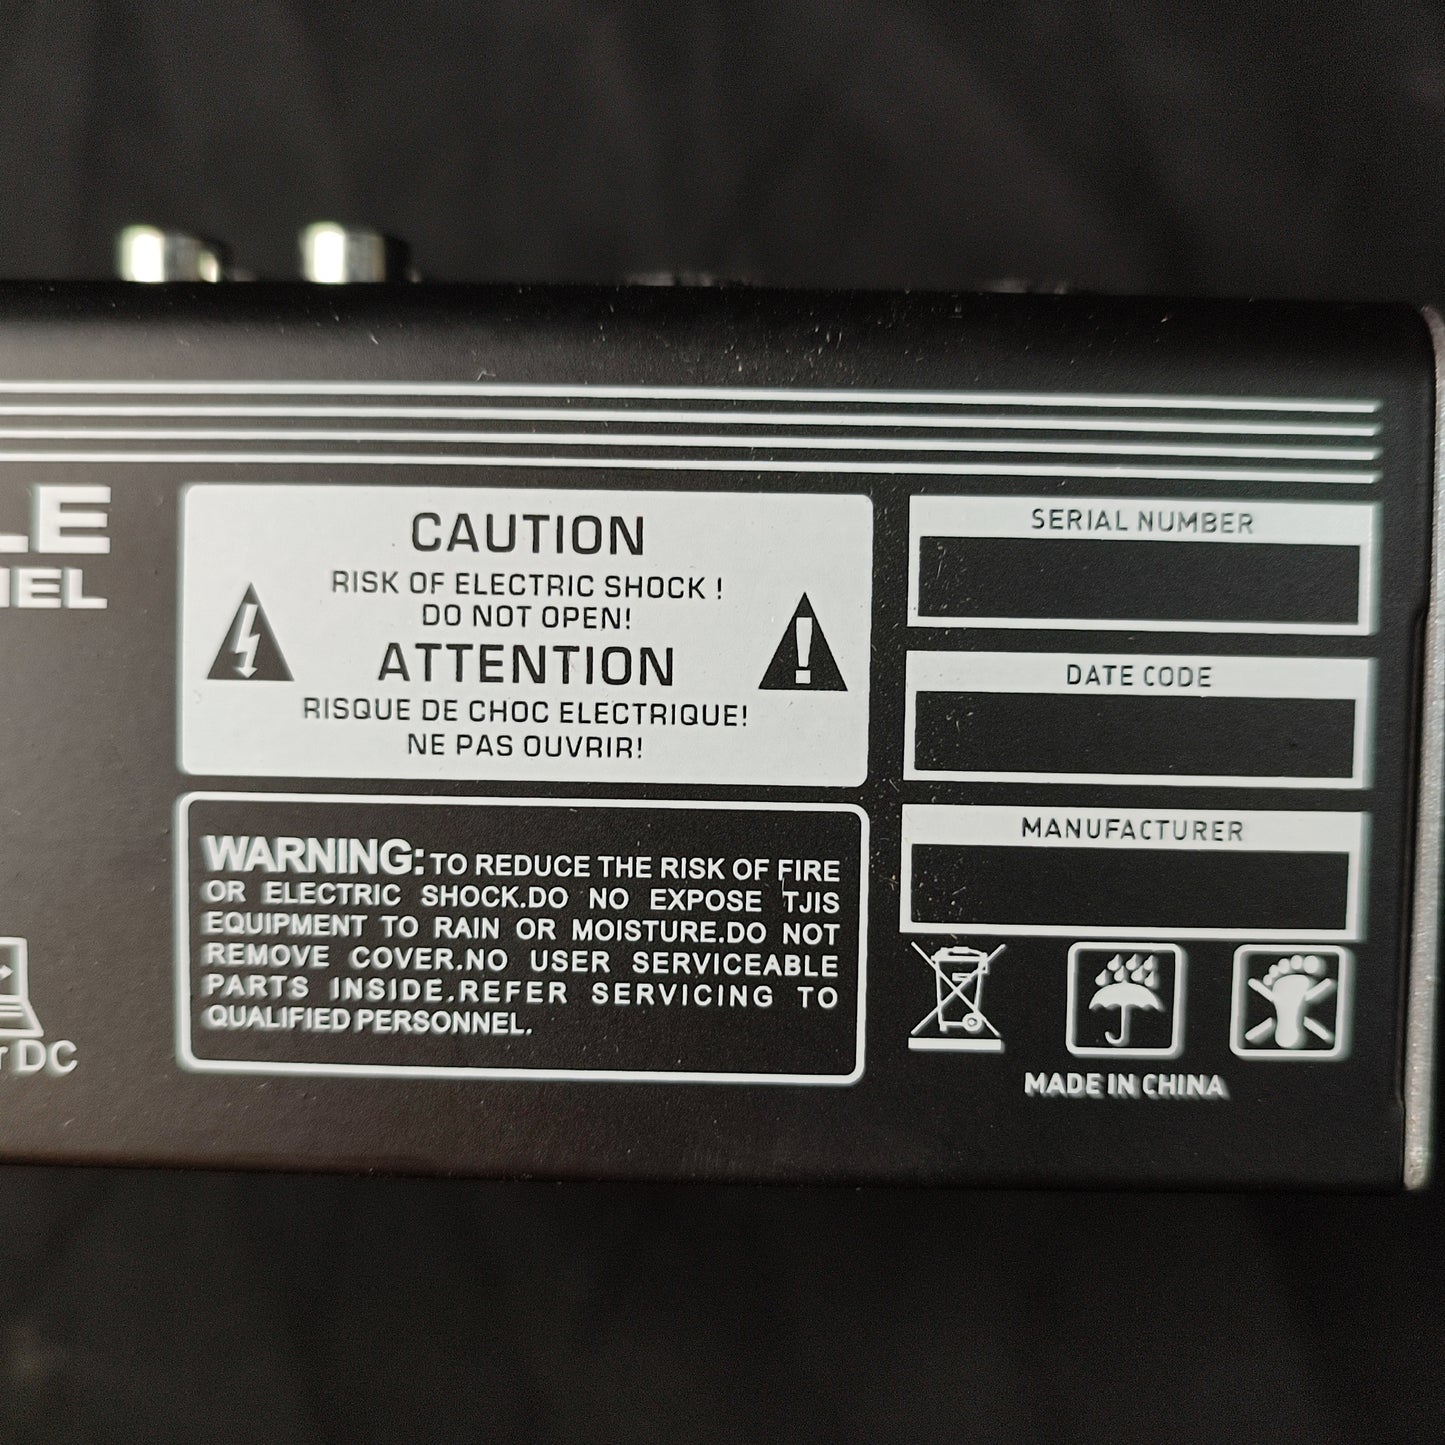 LE
NEL
r DC
CAUTION
RISK OF ELECTRIC SHOCK !
DO NOT OPEN!
ATTENTION
RISQUE DE CHOC ELECTRIQUE!
NE PAS OUVRIR!
WARNING: TO REDUCE THE RISK OF FIRE
OR ELECTRIC SHOCK.DO NO EXPOSE TJIS
EQUIPMENT TO RAIN OR MOISTURE.DO NOT
REMOVE COVER.NO USER SERVICEABLE
PARTS INSIDE.REFER SERVICING TO
QUALIFIED PERSONNEL.
SERIAL NUMBER
DATE CODE
MANUFACTURER
MADE IN CHINA